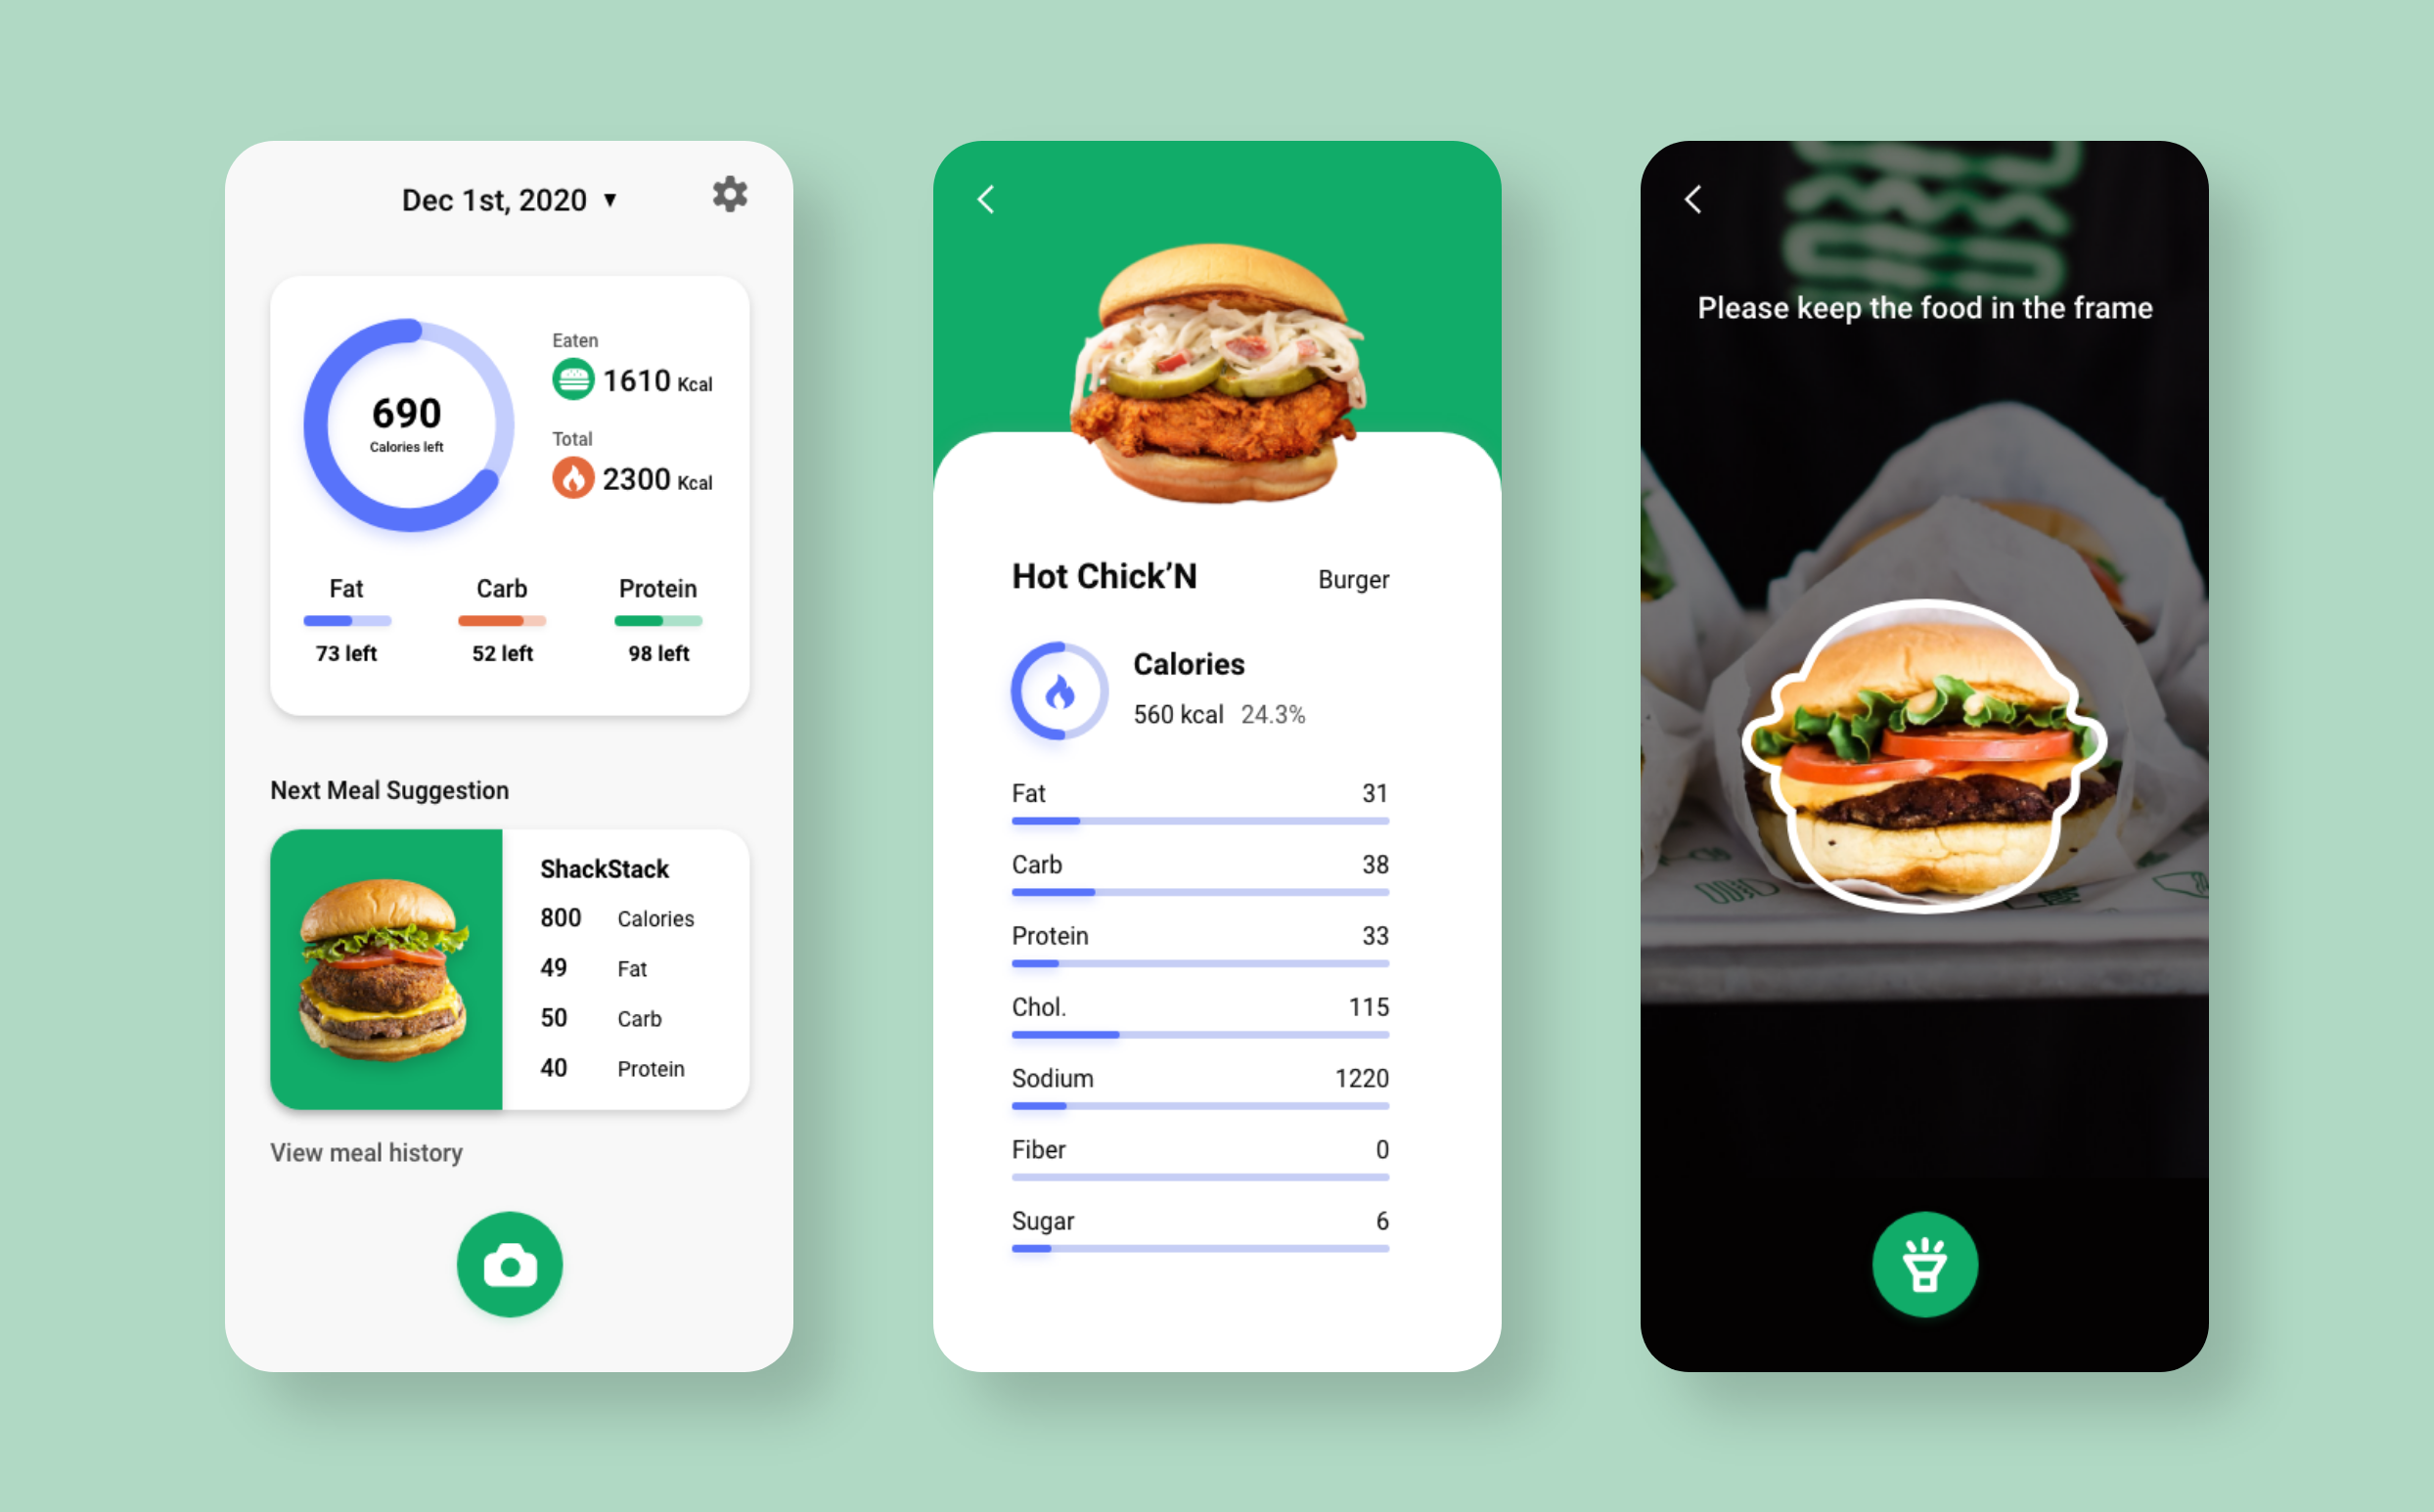 Dec 1st, 2020 ▼
690
Calories left
Eaten
1610 Kcal
Total
2300 Kcal
Fat
Carb
Protein
73 left
52 left
98 left
Next Meal Suggestion
ShackStack
800 Calories
49 Fat
50 Carb
40 Protein
View meal history
Hot Chick’N Burger
Calories
560 kcal 24.3%
Fat 31
Carb 38
Protein 33
Chol. 115
Sodium 1220
Fiber 0
Sugar 6
Please keep the food in the frame